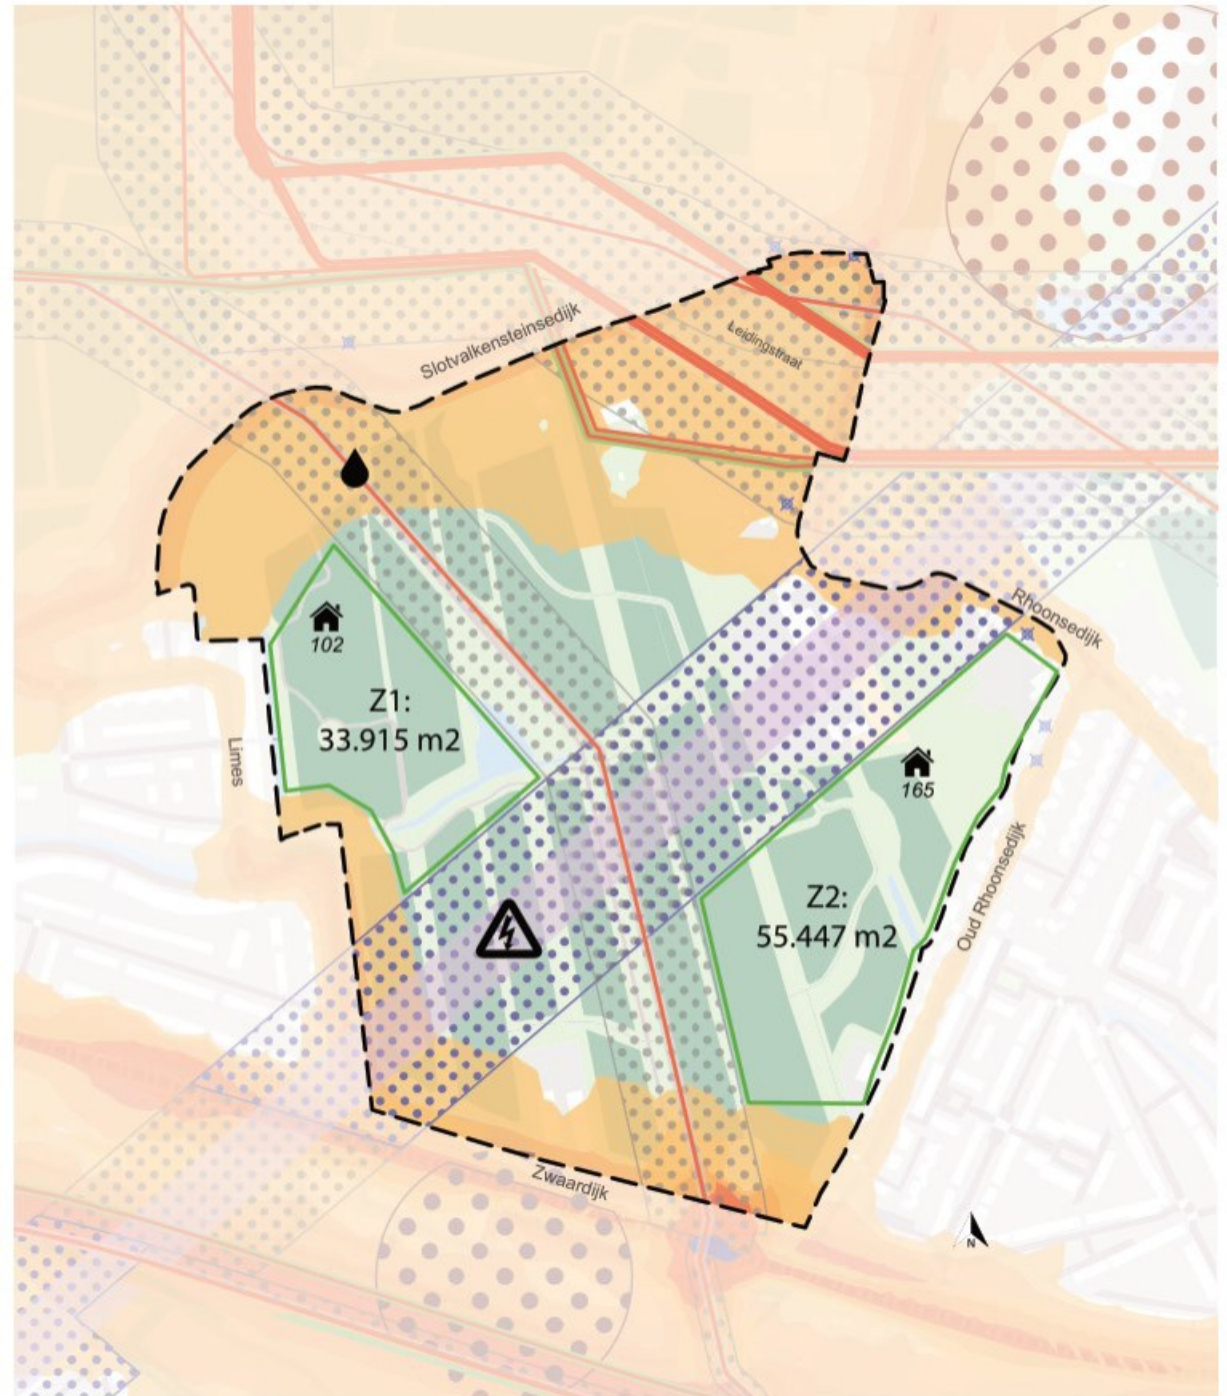 Slotvalkensteinsedijk
Leidingstraat
Rhoonsedijk
102
Z1:
33.915 m2
Limes
165
Z2:
55.447 m2
Oud Rhoonsedijk
Zwaardijk
N